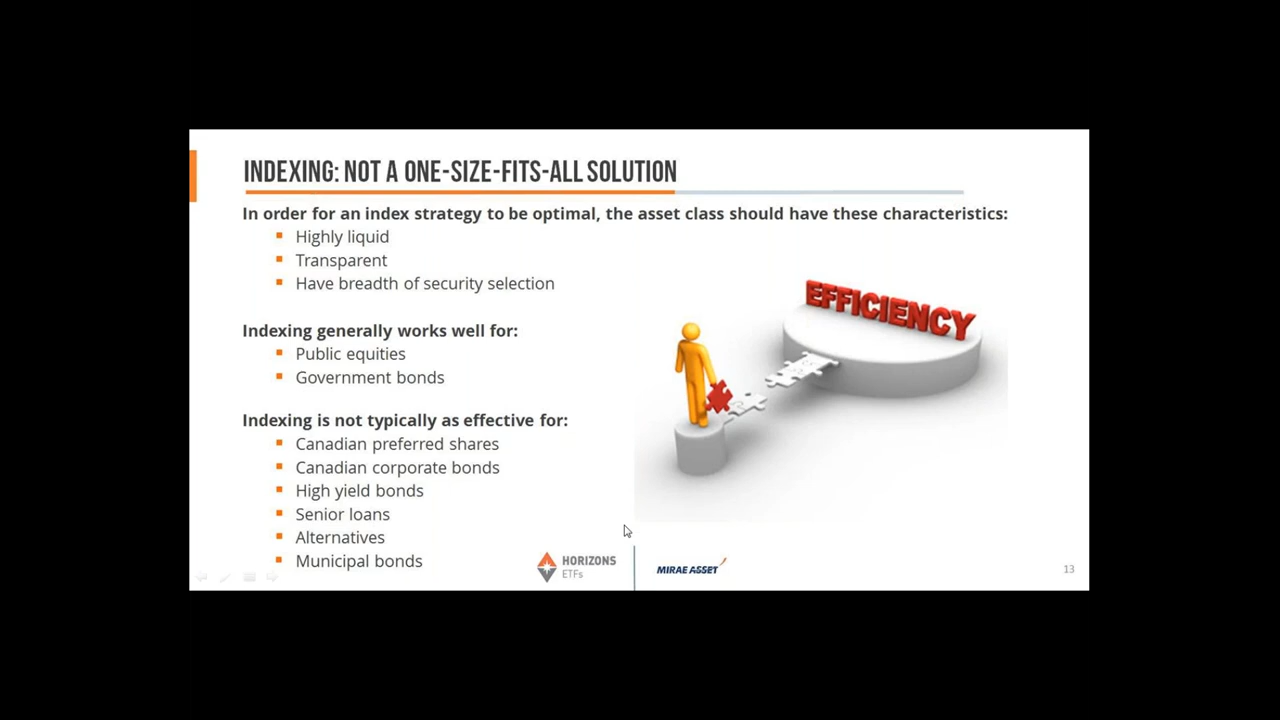 INDEXING: NOT A ONE-SIZE-FITS-ALL SOLUTION
In order for an index strategy to be optimal, the asset class should have these characteristics:
Highly liquid
Transparent
Have breadth of security selection
EFFICIENCY
Indexing generally works well for:
Public equities
Government bonds
Indexing is not typically as effective for:
Canadian preferred shares
Canadian corporate bonds
High yield bonds
Senior loans
Alternatives
Municipal bonds
HORIZONS
ETFs
MIRAE ASSET
13